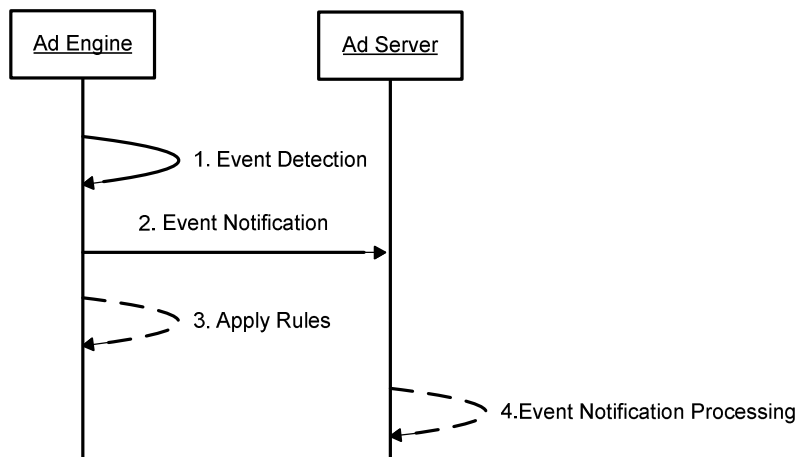 Ad Engine
Ad Server
1. Event Detection
2. Event Notification
3. Apply Rules
4.Event Notification Processing